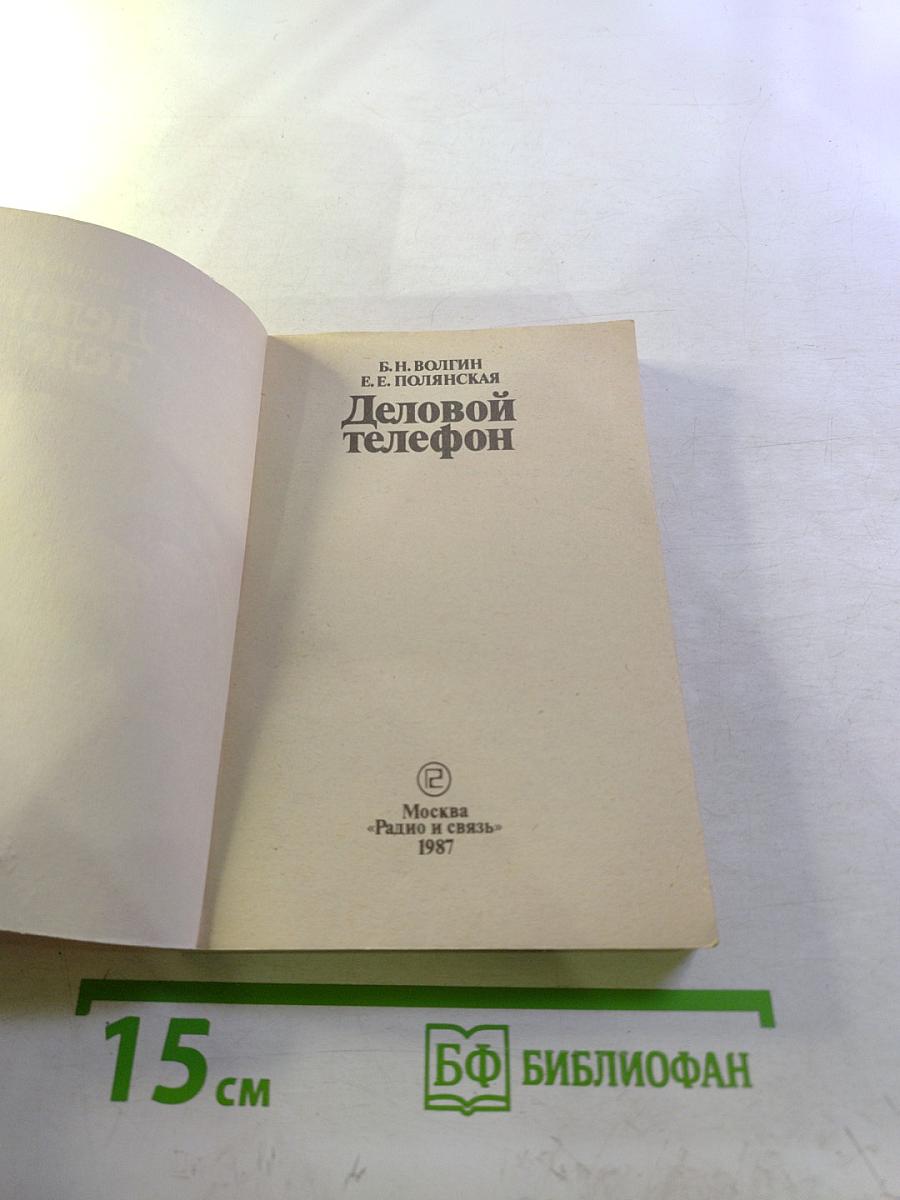 Б. Н. ВОЛГИН
Е. Е. ПОЛЯНСКАЯ
Деловой
телефон
Москва
«Радио и связь»
1987
15 см
БФ БИБЛИОФАН